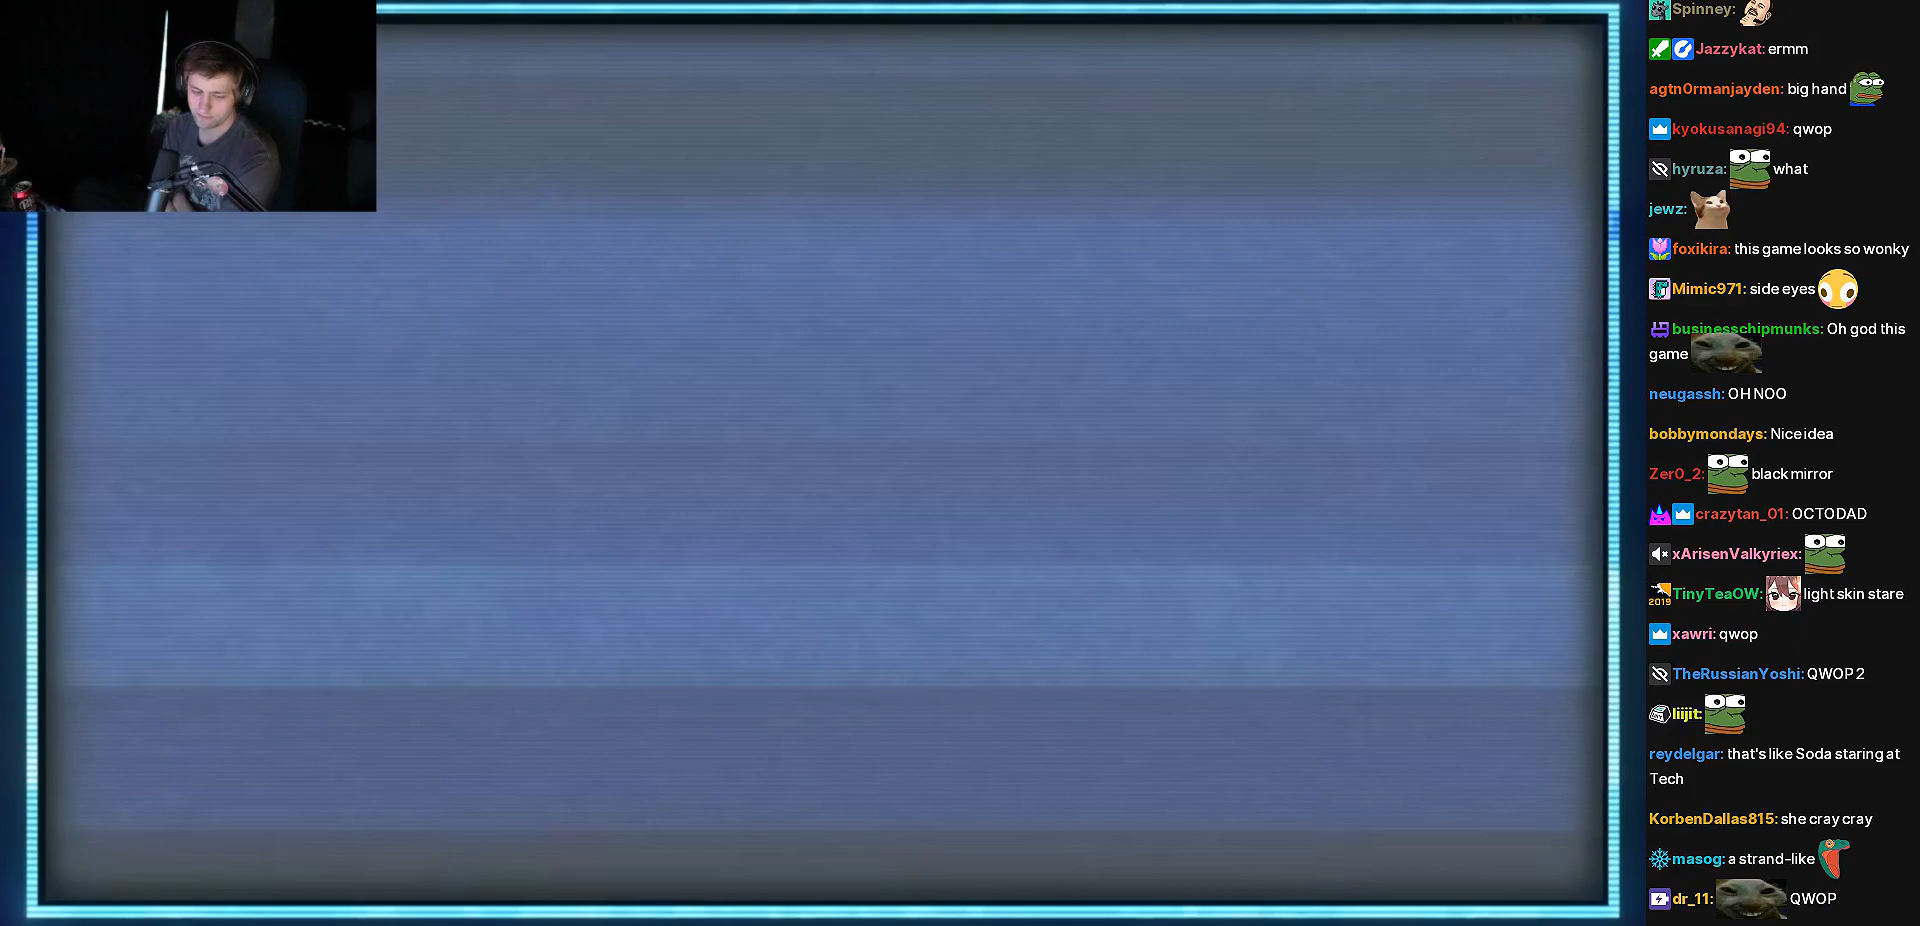 Spinney:
Jazzykat: ermm
agtn0rmanjayden: big hand
kyokusanagi94: qwop
hyruza: what
jewz:
foxikira: this game looks so wonky
Mimic971: side eyes
businesschipmunks: Oh god this
game
neugassh: OH NOO
bobbymondays: Nice idea
Zer0_2: black mirror
crazytan_01: OCTODAD
xArisenValkyriex:
2019 TinyTeaOW: light skin stare
xawri: qwop
TheRussianYoshi: QWOP 2
liijit:
reydelgar: that's like Soda staring at
Tech
KorbenDallas815: she cray cray
masog: a strand-like
dr_11: QWOP